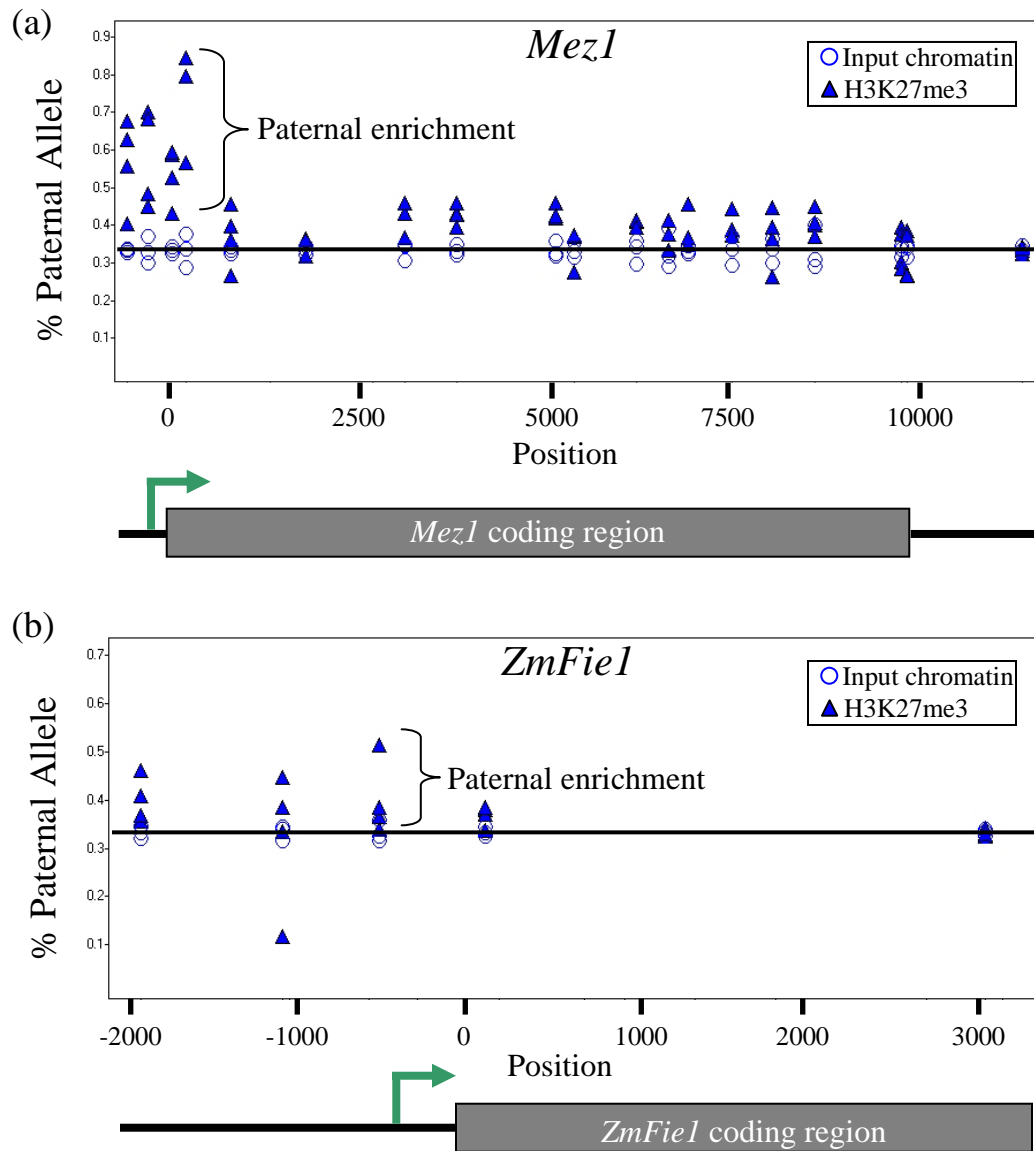 (a)
Mez1
Input chromatin
H3K27me3
Paternal enrichment
% Paternal Allele
0.9
0.8
0.7
0.6
0.5
0.4
0.3
0.2
0.1
0 2500 5000 7500 10000
Position
Mez1 coding region
(b)
ZmFie1
Input chromatin
H3K27me3
Paternal enrichment
% Paternal Allele
0.7
0.6
0.5
0.4
0.3
0.2
0.1
-2000 -1000 0 1000 2000 3000
Position
ZmFie1 coding region